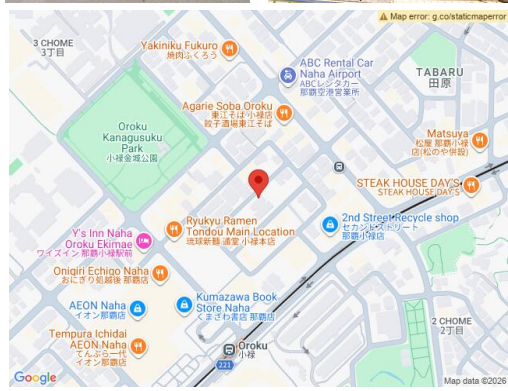 Map error: g.co/staticmaperror
3 CHOME
3丁目
Yakiniku Fukuro
焼肉ふくろう
ABC Rental Car
Naha Airport
ABCレンタカー
那覇空港営業所
TABARU
田原
Agarie Soba Oroku
東江そば 小禄店
餃子酒場東江そば
Oroku
Kanagusuku
Park
小禄金城公園
Matsuya
松屋 那覇小禄
店(松のや併設)
STEAK HOUSE DAY'S
STEAK HOUSE DAY'S
Ryukyu Ramen
Tondou Main Location
琉球新麺 通堂 小禄本店
2nd Street Recycle shop
セカンドストリート
那覇小禄店
Y's Inn Naha
Oroku Ekimae
ワイズイン 那覇小禄駅前
Onigiri Echigo Naha
おにぎり処越後 那覇店
AEON Naha
イオン那覇店
Kumazawa Book
Store Naha
くまざわ書店 那覇店
2 CHOME
2丁目
Tempura Ichidai
AEON Naha
てんぷら一代
イオン那覇店
Oroku
小禄
221
Google
Map data ©2026